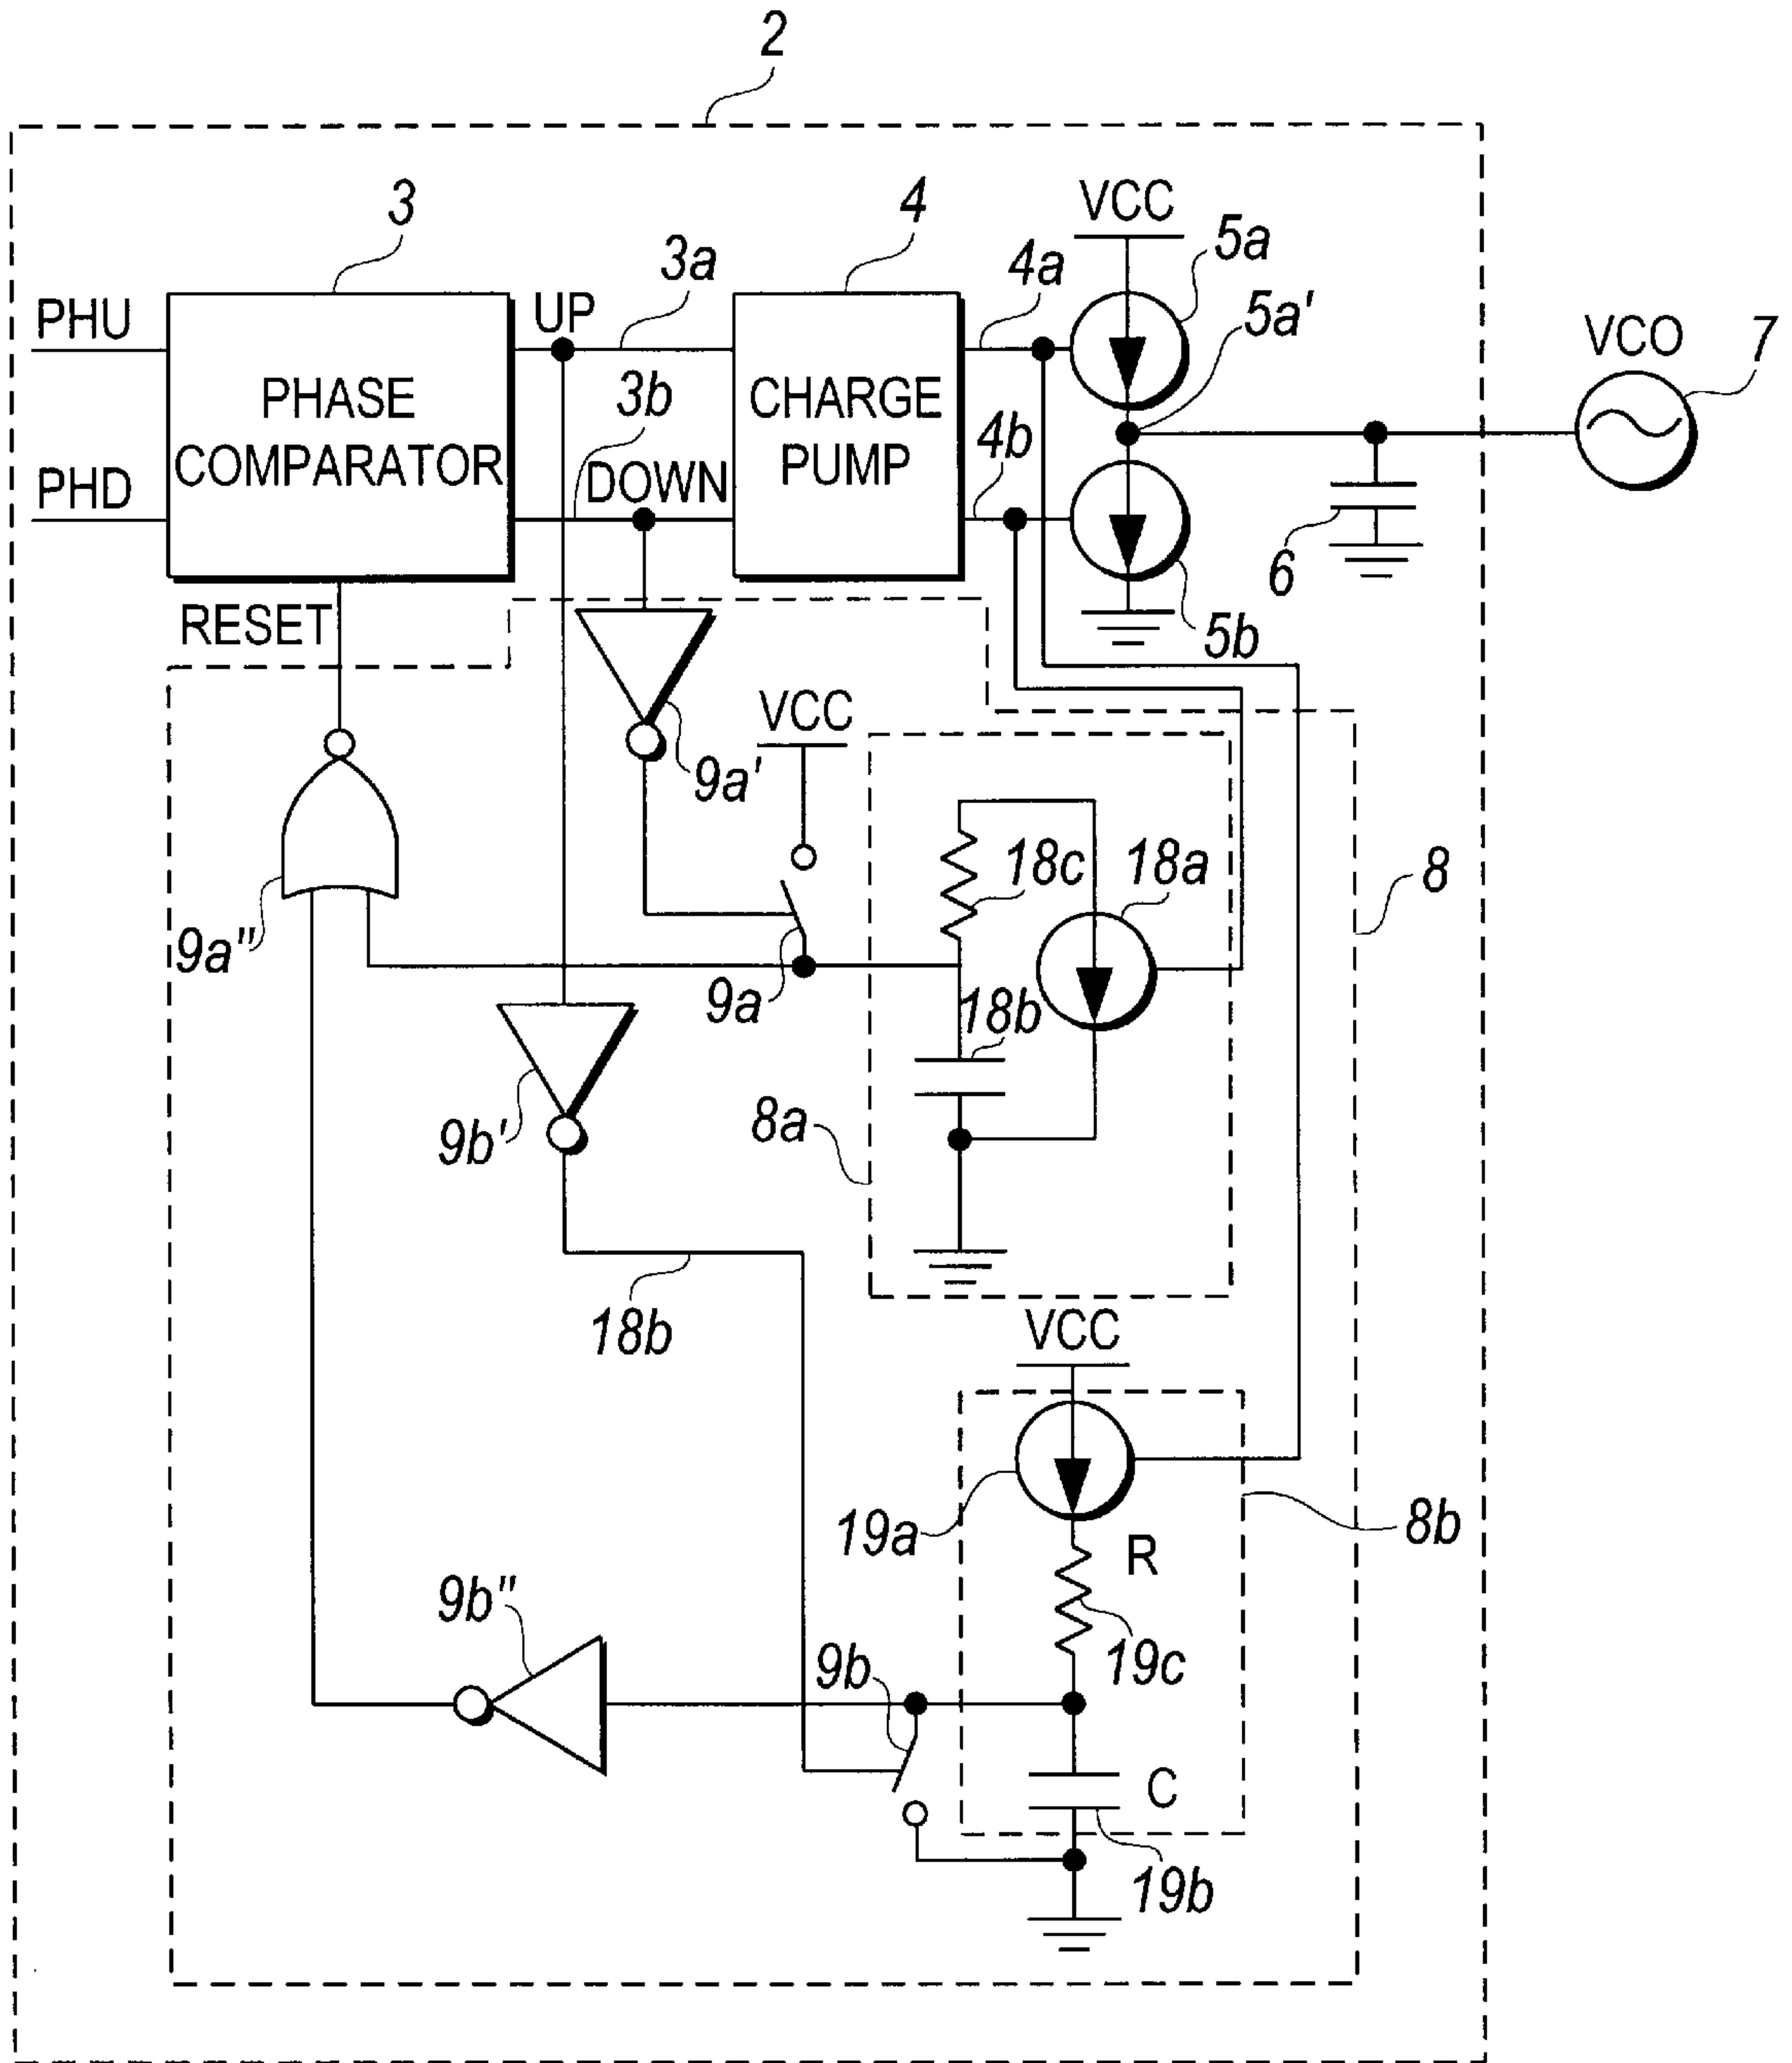 2
3
4
VCC
5a
3a
4a
5a'
PHU
UP
VCO
7
PHASE
COMPARATOR
3b
CHARGE
PUMP
4b
PHD
DOWN
6
RESET
5b
VCC
9a'
18c
18a
8
9a"
9a
18b
8a
9b'
18b
VCC
19a
R
8b
9b"
9b
19c
C
19b